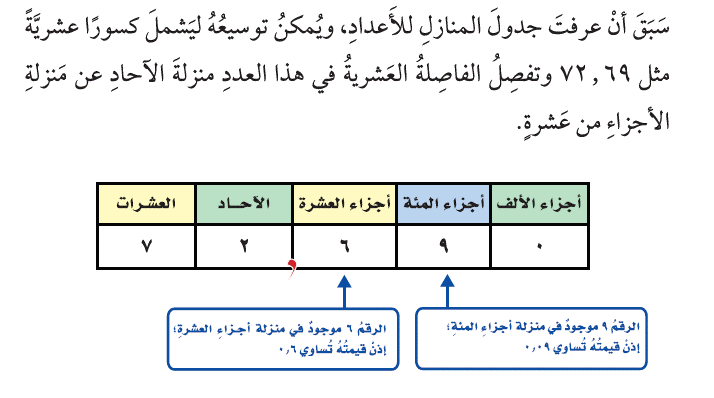 سَبَقَ أنْ عرفتَ جدولَ المنازلِ للأَعدادِ، ويُمكنُ توسيعُهُ ليَشملَ كسورًا عشريَّةً
مثل ٧٢,٦٩ وتفصِلُ الفاصلةُ العَشريةُ في هذا العددِ منزلةَ الآحادِ عن مَنزلةِ
الأجزاءِ من عَشرةٍ.
أجزاء الألف أجزاء المئة أجزاء العشرة الآحاد العشرات
٠ ٩ ٦ , ٢ ٧
الرقمُ ٩ موجودٌ في منزلة أجزاءِ المئةِ؛
إذنْ قيمتُهُ تُساوي ٠,٠٩
الرقمُ ٦ موجودٌ في منزلة أجزاء العشرةِ؛
إذنْ قيمتُهُ تُساوي ٠,٦